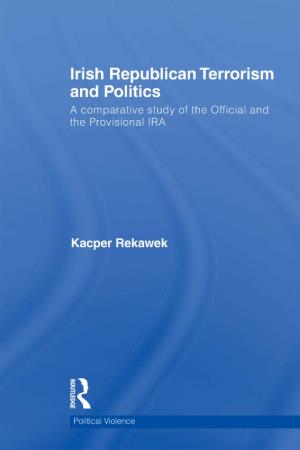 Irish Republican Terrorism
and Politics
A comparative study of the Official and
the Provisional IRA
Kacper Rekawek
ROUTLEDGE
Political Violence